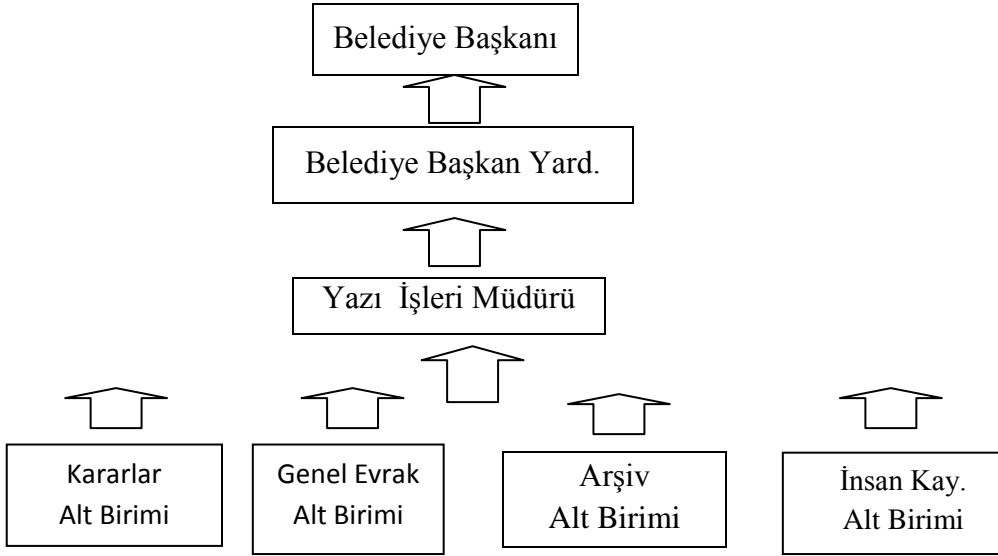 Belediye Başkanı
Belediye Başkan Yard.
Yazı İşleri Müdürü
Kararlar
Alt Birimi
Genel Evrak
Alt Birimi
Arşiv
Alt Birimi
İnsan Kay.
Alt Birimi